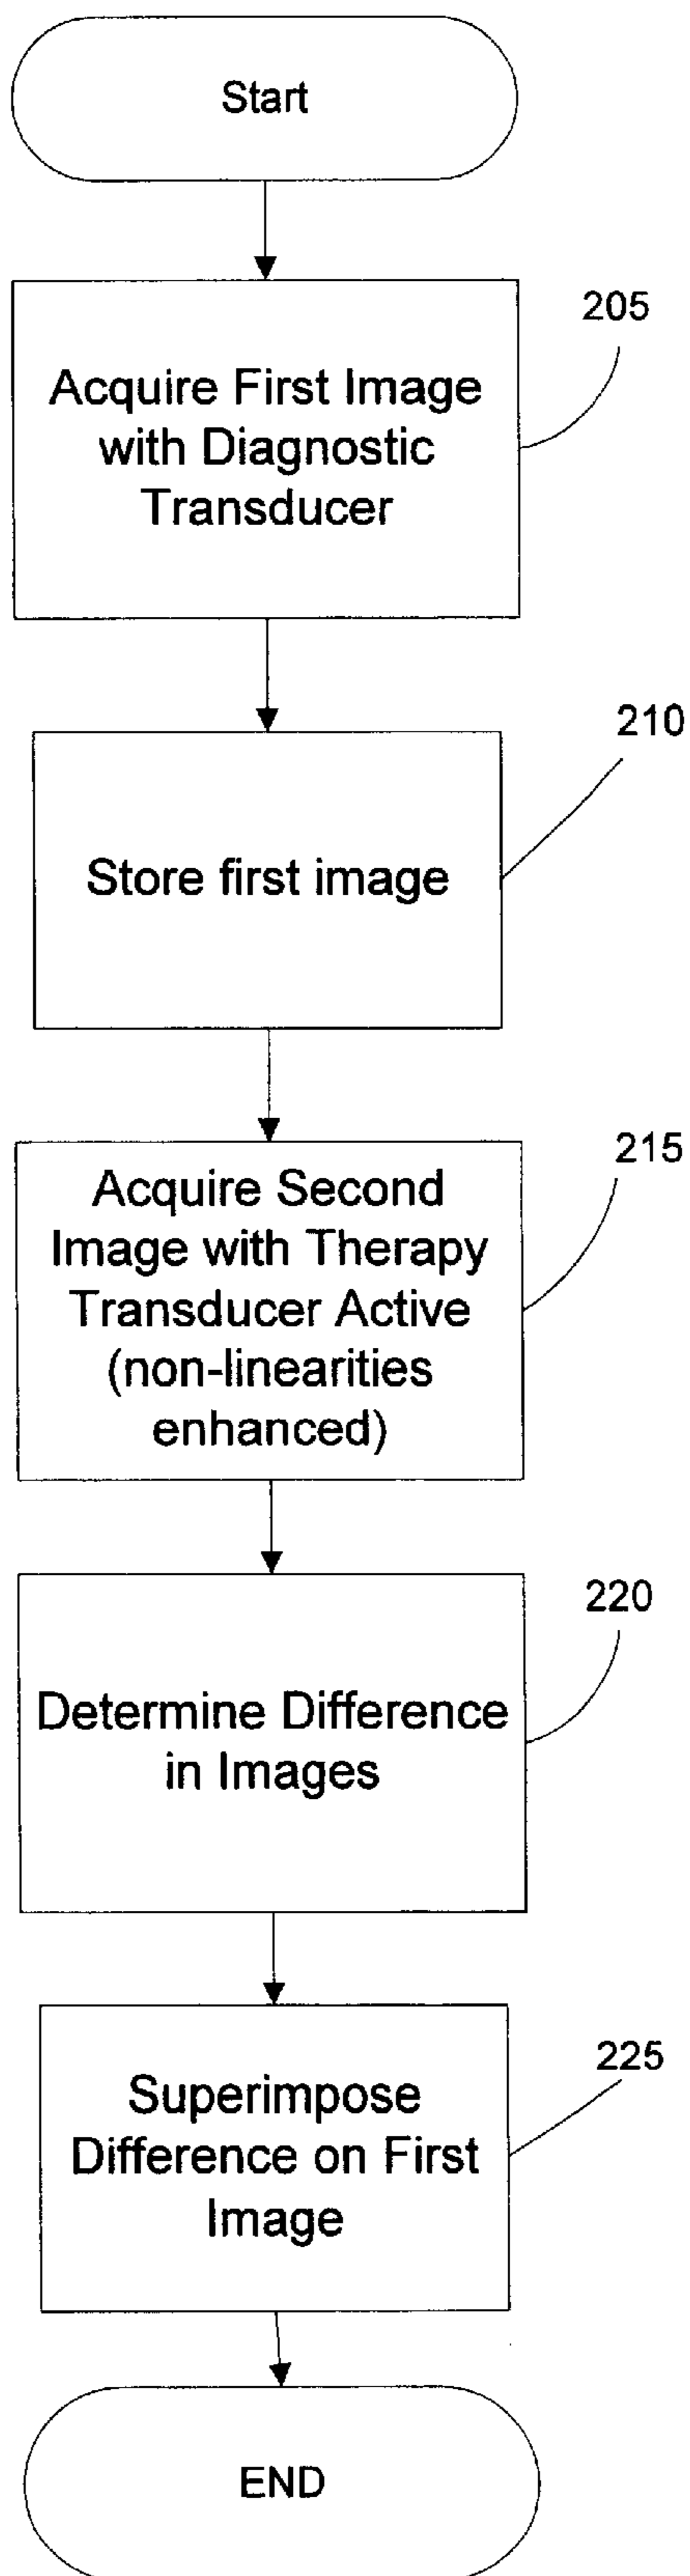 Start
205
Acquire First Image
with Diagnostic
Transducer
210
Store first image
215
Acquire Second
Image with Therapy
Transducer Active
(non-linearities
enhanced)
220
Determine Difference
in Images
225
Superimpose
Difference on First
Image
END